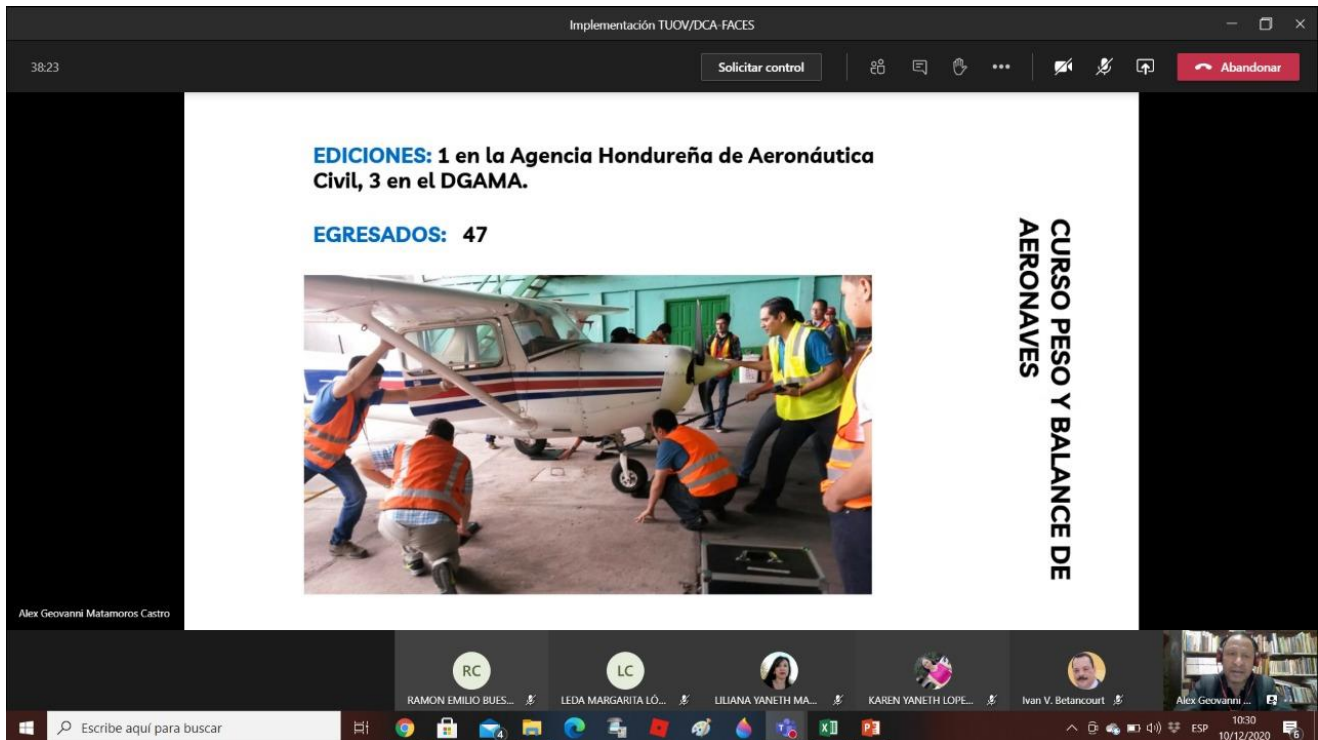 Implementación TUOV/DCA-FACES
38:23
Solicitar control
Abandonar
EDICIONES: 1 en la Agencia Hondureña de Aeronáutica
Civil, 3 en el DGAMA.
EGRESADOS: 47
CURSO PESO Y BALANCE DE
AERONAVES
Alex Geovanni Matamoros Castro
RC
RAMON EMILIO BUES...
LC
LEDA MARGARITA LÓ...
LILIANA YANETH MA...
KAREN YANETH LOPE...
Ivan V. Betancourt
Alex Geovanni ...
Escribe aquí para buscar
ESP
10:30
10/12/2020